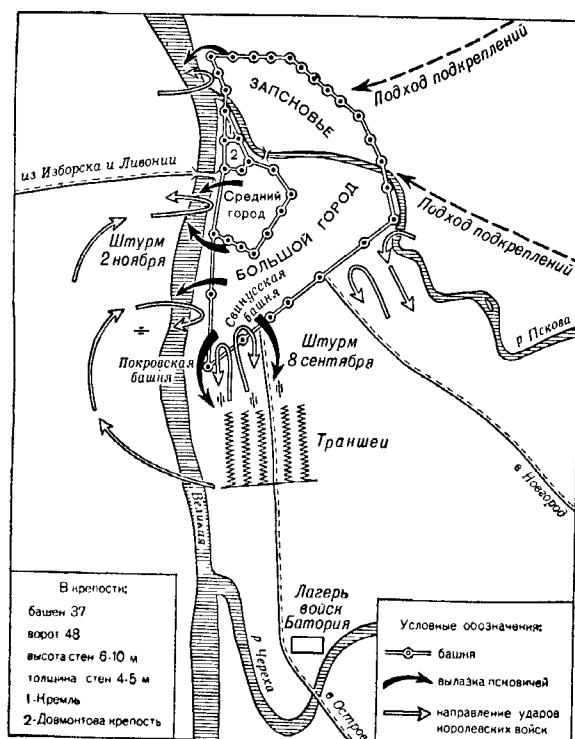 Подход подкреплений
ЗАПСКОВЬЕ
1
2
из Изборска и Ливонии
Средний
город
Подход подкреплений
Штурм
2 ноября
БОЛЬШОЙ ГОРОД
Свинусская
башня
р Пскова
Покровская
башня
Штурм
8 сентября
Траншеи
в Новгород
Великая
Лагерь
войск
Батория
р Череха
в Остров
В крепости:
башен 37
ворот 48
высота стен 6-10 м
толщина стен 4-5 м
1-Кремль
2-Довмонтова крепость
Условные обозначения:
башня
вылазка псковичей
направление ударов
королевских войск